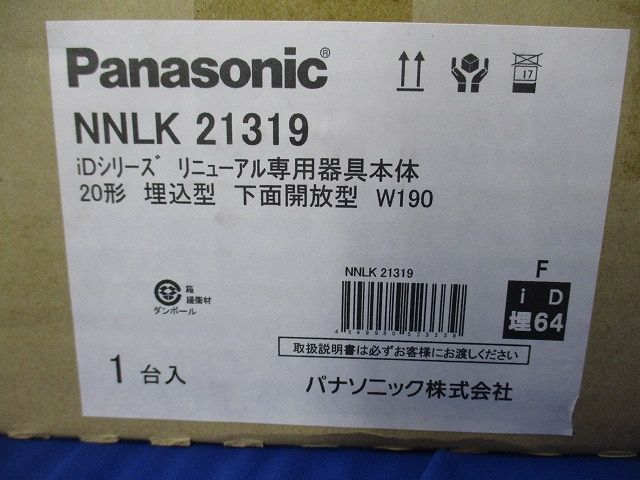 Panasonic®
17
NNLK 21319
iDシリーズ リニューアル専用器具本体
20形 埋込型 下面開放型 W190
箱
緩衝材
ダンボール
NNLK 21319
F
i D
埋64
取扱説明書は必ずお客様にお渡しください
1 台入
パナソニック株式会社